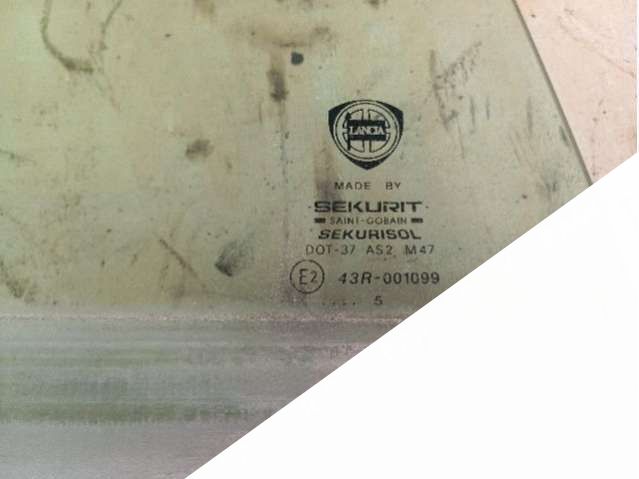 LANCIA
MADE BY
SEKURIT
SAINT-GOBAIN
SEKURISOL
DOT-37 AS2 M47
E2 43R-001099
.... 5